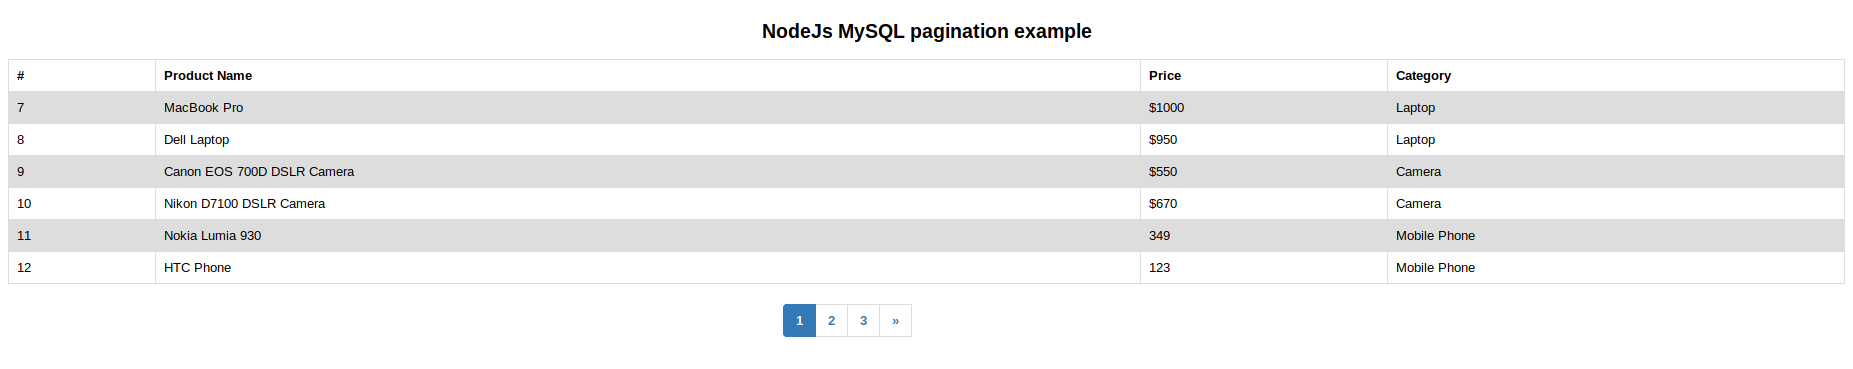 NodeJs MySQL pagination example
# Product Name Price Category
7 MacBook Pro $1000 Laptop
8 Dell Laptop $950 Laptop
9 Canon EOS 700D DSLR Camera $550 Camera
10 Nikon D7100 DSLR Camera $670 Camera
11 Nokia Lumia 930 349 Mobile Phone
12 HTC Phone 123 Mobile Phone
1 2 3 »